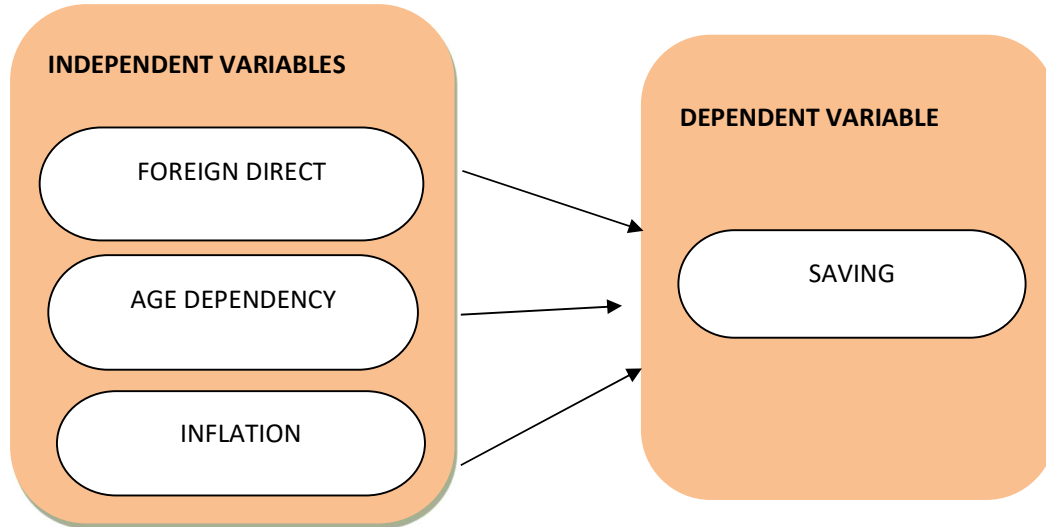 INDEPENDENT VARIABLES
FOREIGN DIRECT
AGE DEPENDENCY
INFLATION
DEPENDENT VARIABLE
SAVING